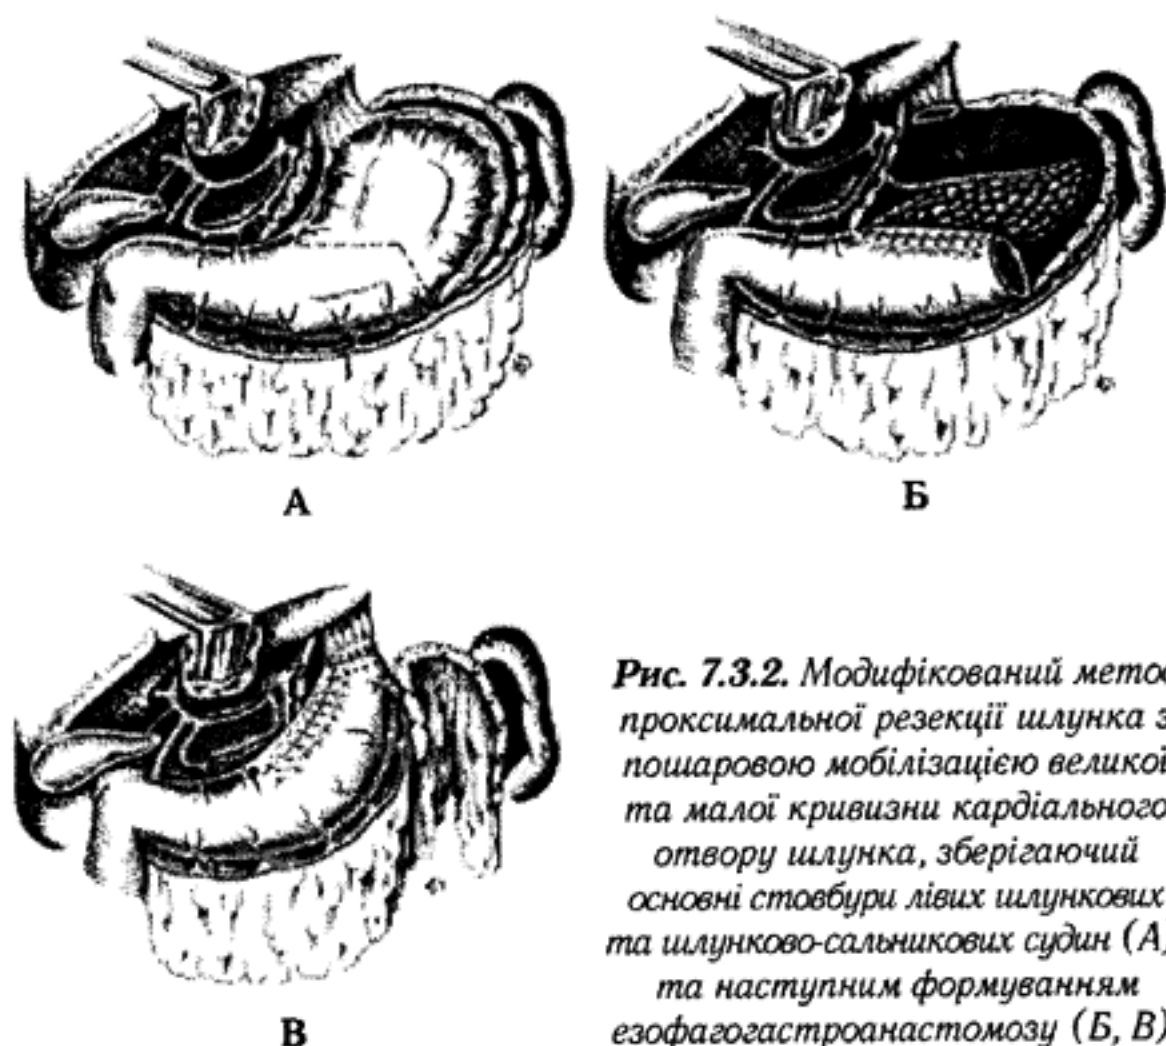 А
Б
В
Рис. 7.3.2. Модифікований метод
проксимальної резекції шлунка з
пошаровою мобілізацією великої
та малої кривизни кардіального
отвору шлунка, зберігаючий
основні стовбури лівих шлункових
та шлунково-сальникових судин (А)
та наступним формуванням
езофагогастроанастомозу (Б, В)